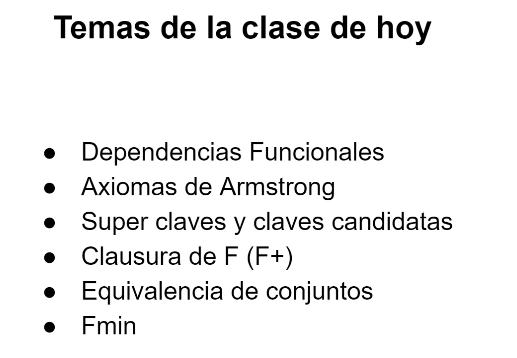 Temas de la clase de hoy
● Dependencias Funcionales
● Axiomas de Armstrong
● Super claves y claves candidatas
● Clausura de F (F+)
● Equivalencia de conjuntos
● Fmin